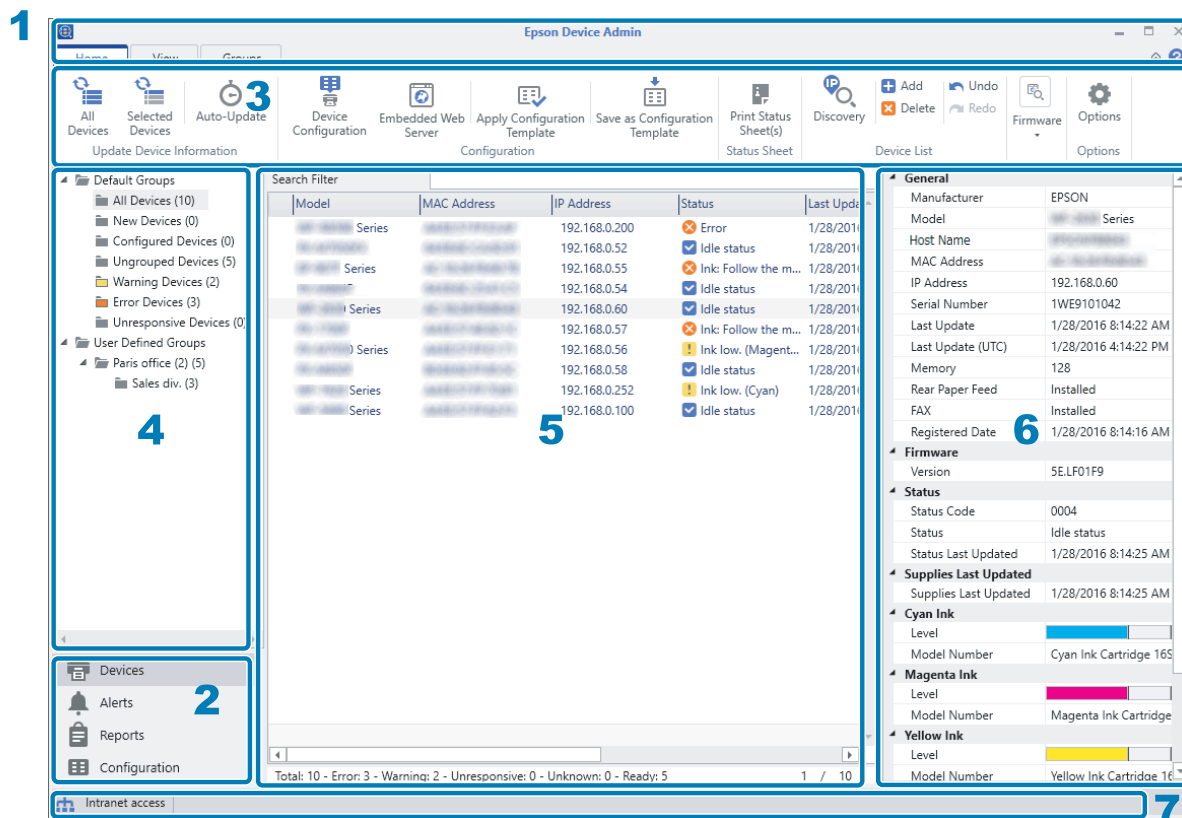 1
Epson Device Admin
Home View Groups
3
All Devices
Selected Devices
Auto-Update
Update Device Information
Device Configuration
Embedded Web Server
Apply Configuration Template
Save as Configuration Template
Configuration
Print Status Sheet(s)
Status Sheet
IP
Discovery
Add
Delete
Undo
Redo
Device List
Firmware
Options
Options
Default Groups
All Devices (10)
New Devices (0)
Configured Devices (0)
Ungrouped Devices (5)
Warning Devices (2)
Error Devices (3)
Unresponsive Devices (0)
User Defined Groups
Paris office (2) (5)
Sales div. (3)
4
Devices
Alerts
Reports
Configuration
2
Search Filter
Model MAC Address IP Address Status Last Upda
Series 192.168.0.200 Error 1/28/2016
192.168.0.52 Idle status 1/28/2016
Series 192.168.0.55 Ink: Follow the m... 1/28/2016
192.168.0.54 Idle status 1/28/2016
Series 192.168.0.60 Idle status 1/28/2016
192.168.0.57 Ink: Follow the m... 1/28/2016
Series 192.168.0.56 Ink low. (Magent... 1/28/2016
192.168.0.58 Idle status 1/28/2016
Series 192.168.0.252 Ink low. (Cyan) 1/28/2016
Series 192.168.0.100 Idle status 1/28/2016
5
Total: 10 - Error: 3 - Warning: 2 - Unresponsive: 0 - Unknown: 0 - Ready: 5 1 / 10
General
Manufacturer EPSON
Model Series
Host Name
MAC Address
IP Address 192.168.0.60
Serial Number 1WE9101042
Last Update 1/28/2016 8:14:22 AM
Last Update (UTC) 1/28/2016 4:14:22 PM
Memory 128
Rear Paper Feed Installed
FAX Installed
Registered Date 1/28/2016 8:14:16 AM
6
Firmware
Version 5E.LF01F9
Status
Status Code 0004
Status Idle status
Status Last Updated 1/28/2016 8:14:25 AM
Supplies Last Updated
Supplies Last Updated 1/28/2016 8:14:25 AM
Cyan Ink
Level
Model Number Cyan Ink Cartridge 16S
Magenta Ink
Level
Model Number Magenta Ink Cartridge
Yellow Ink
Level
Model Number Yellow Ink Cartridge 16
Intranet access
7